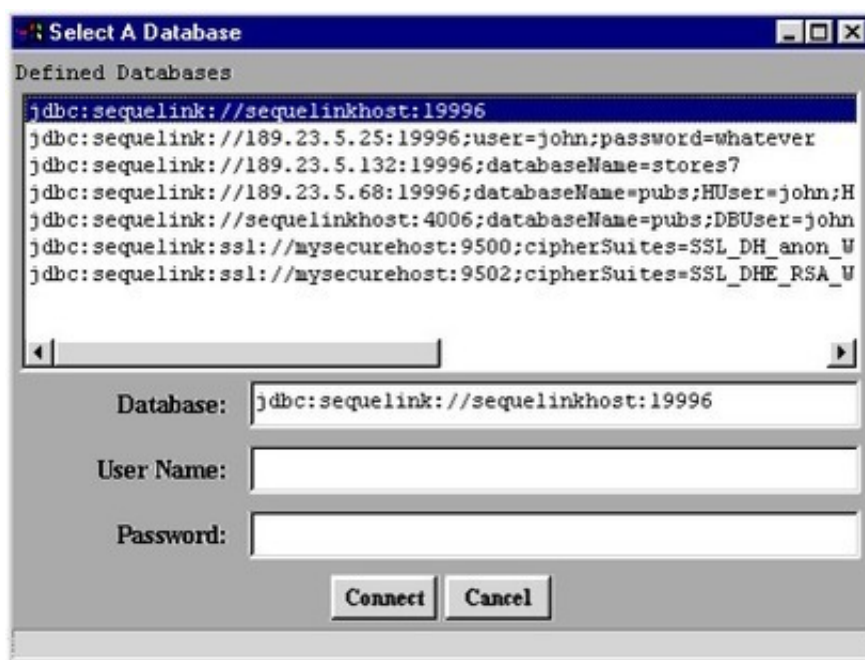 Select A Database
Defined Databases
jdbc:sequelink://sequelinkhost:19996
jdbc:sequelink://189.23.5.25:19996;user=john;password=whatever
jdbc:sequelink://189.23.5.132:19996;databaseName=stores7
jdbc:sequelink://189.23.5.68:19996;databaseName=pubs;HUser=john;H
jdbc:sequelink://sequelinkhost:4006;databaseName=pubs;DBUser=john
jdbc:sequelink:ssl://mysecurehost:9500;cipherSuites=SSL_DH_anon_W
jdbc:sequelink:ssl://mysecurehost:9502;cipherSuites=SSL_DHE_RSA_W
Database: jdbc:sequelink://sequelinkhost:19996
User Name:
Password:
Connect Cancel